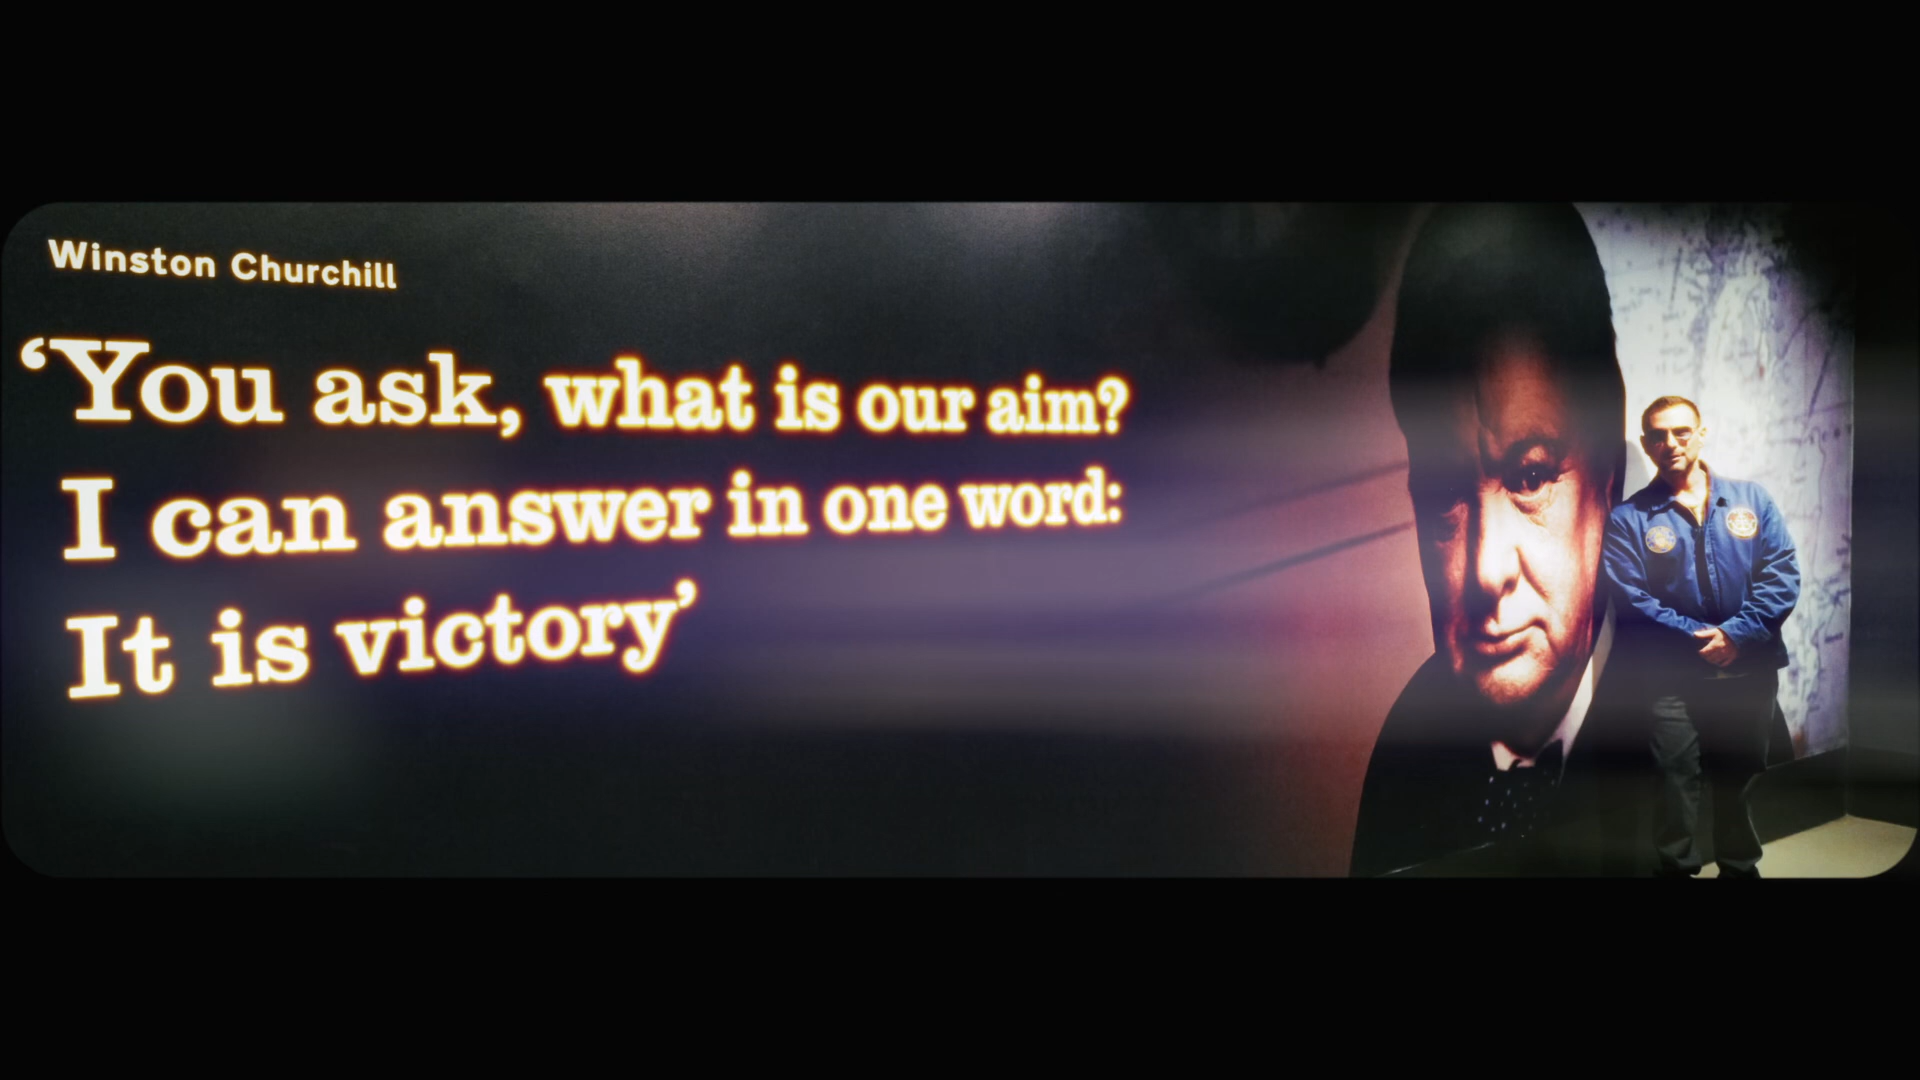 Winston Churchill
‘You ask, what is our aim?
I can answer in one word:
It is victory’